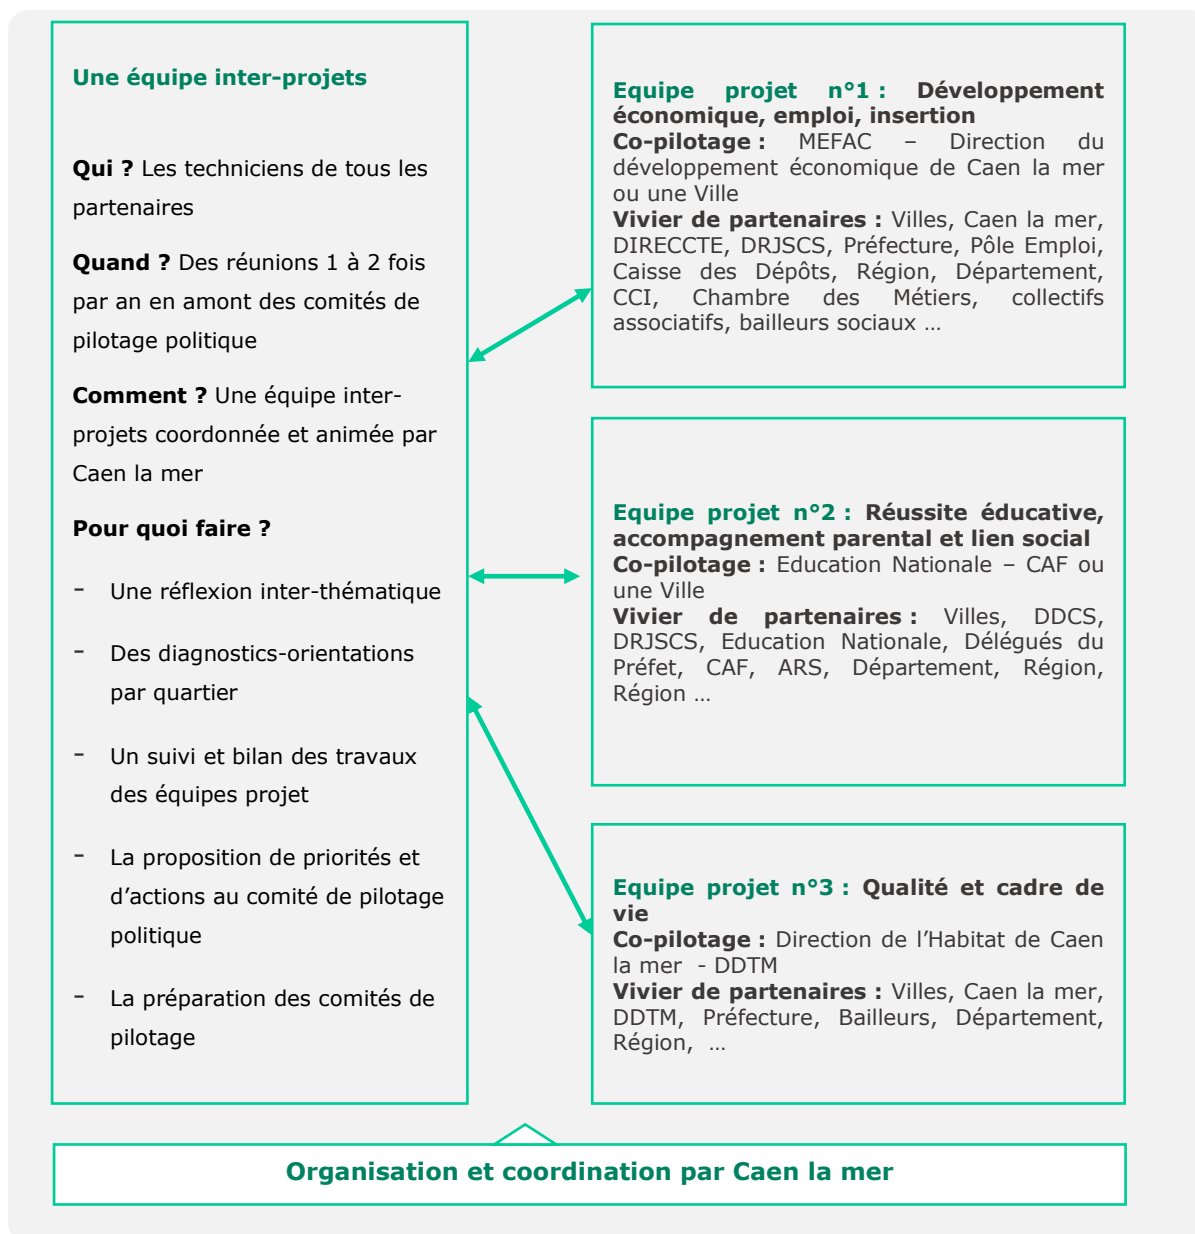 Une équipe inter-projets
Qui ? Les techniciens de tous les
partenaires
Quand ? Des réunions 1 à 2 fois
par an en amont des comités de
pilotage politique
Comment ? Une équipe inter-
projets coordonnée et animée par
Caen la mer
Pour quoi faire ?
- Une réflexion inter-thématique
- Des diagnostics-orientations
par quartier
- Un suivi et bilan des travaux
des équipes projet
- La proposition de priorités et
d’actions au comité de pilotage
politique
- La préparation des comités de
pilotage
Equipe projet n°1 : Développement
économique, emploi, insertion
Co-pilotage : MEFAC – Direction du
développement économique de Caen la mer
ou une Ville
Vivier de partenaires : Villes, Caen la mer,
DIRECCTE, DRJSCS, Préfecture, Pôle Emploi,
Caisse des Dépôts, Région, Département,
CCI, Chambre des Métiers, collectifs
associatifs, bailleurs sociaux …
Equipe projet n°2 : Réussite éducative,
accompagnement parental et lien social
Co-pilotage : Education Nationale – CAF ou
une Ville
Vivier de partenaires : Villes, DDCS,
DRJSCS, Education Nationale, Délégués du
Préfet, CAF, ARS, Département, Région,
Région …
Equipe projet n°3 : Qualité et cadre de
vie
Co-pilotage : Direction de l’Habitat de Caen
la mer - DDTM
Vivier de partenaires : Villes, Caen la mer,
DDTM, Préfecture, Bailleurs, Département,
Région, …
Organisation et coordination par Caen la mer